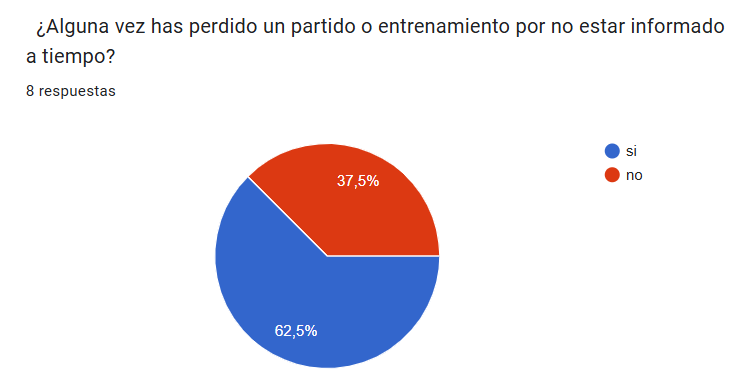 ¿Alguna vez has perdido un partido o entrenamiento por no estar informado
a tiempo?
8 respuestas
si
no
37,5%
62,5%